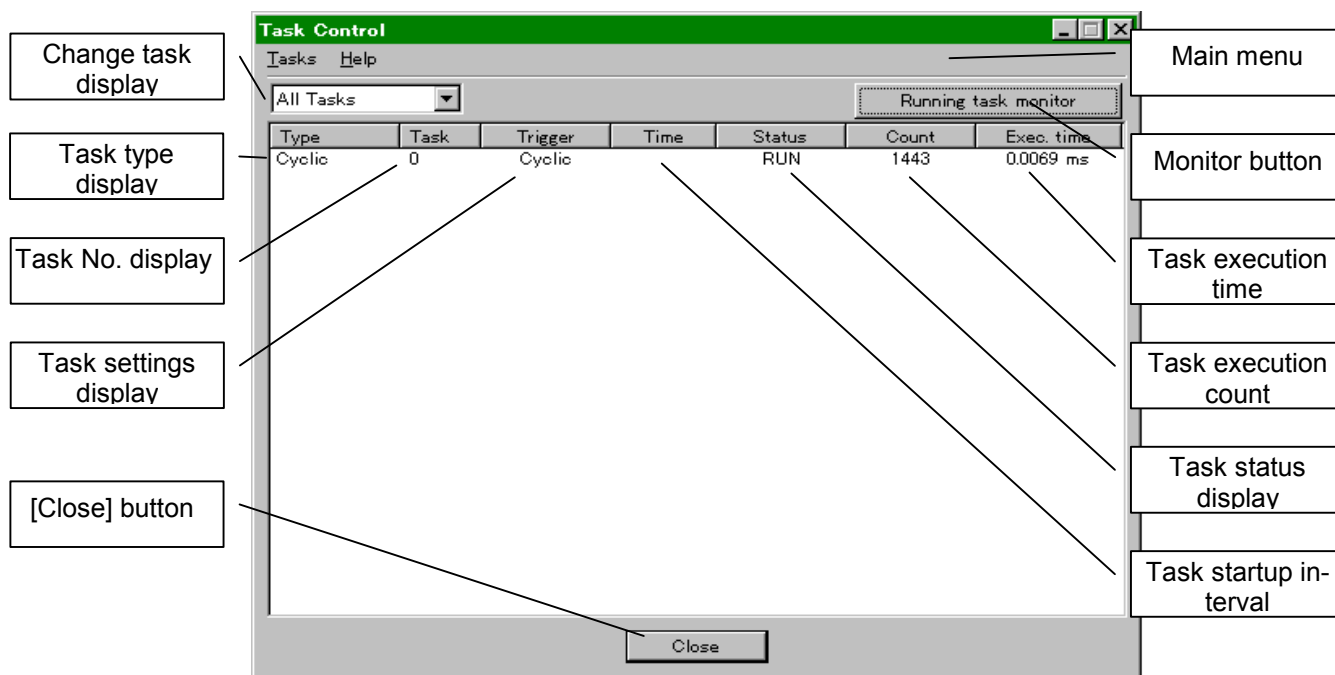 Task Control
Change task
display
Tasks Help
Main menu
All Tasks
Running task monitor
Type Task Trigger Time Status Count Exec. time
Cyclic 0 Cyclic RUN 1443 0.0069 ms
Task type
display
Monitor button
Task No. display
Task execution
time
Task settings
display
Task execution
count
[Close] button
Task status
display
Task startup in-
terval
Close